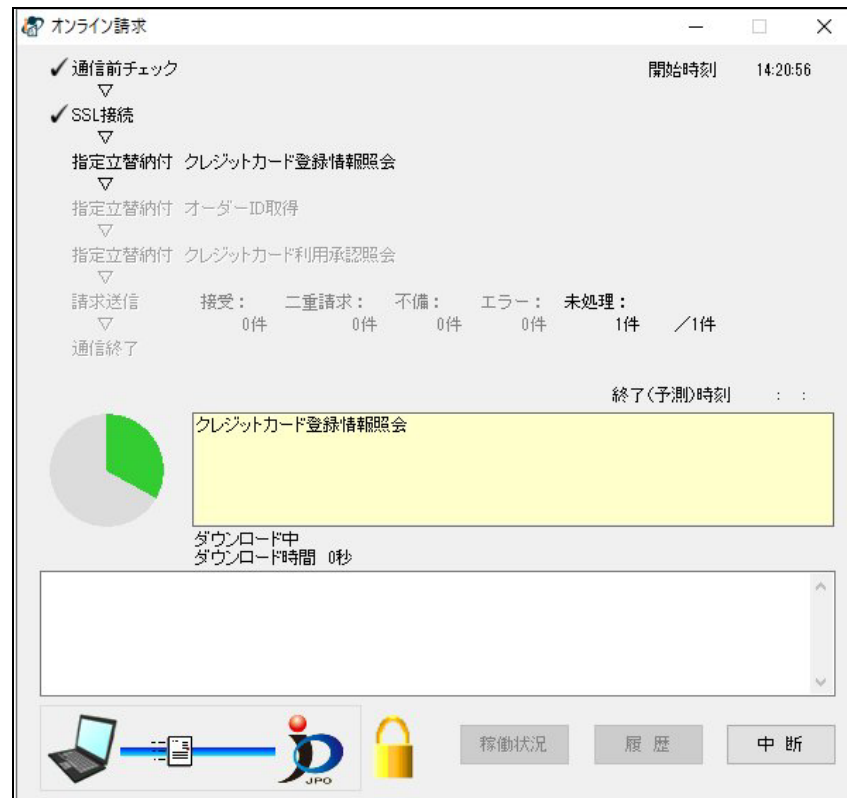 オンライン請求
通信前チェック 開始時刻 14:20:56
▽
SSL接続
▽
指定立替納付 クレジットカード登録情報照会
▽
指定立替納付 オーダーID取得
▽
指定立替納付 クレジットカード利用承認照会
▽
請求送信 接受: 二重請求: 不備: エラー: 未処理:
▽ 0件 0件 0件 0件 1件 /1件
通信終了
終了(予測)時刻 : :
クレジットカード登録情報照会
ダウンロード中
ダウンロード時間 0秒
JPO
稼働状況 履 歴 中 断